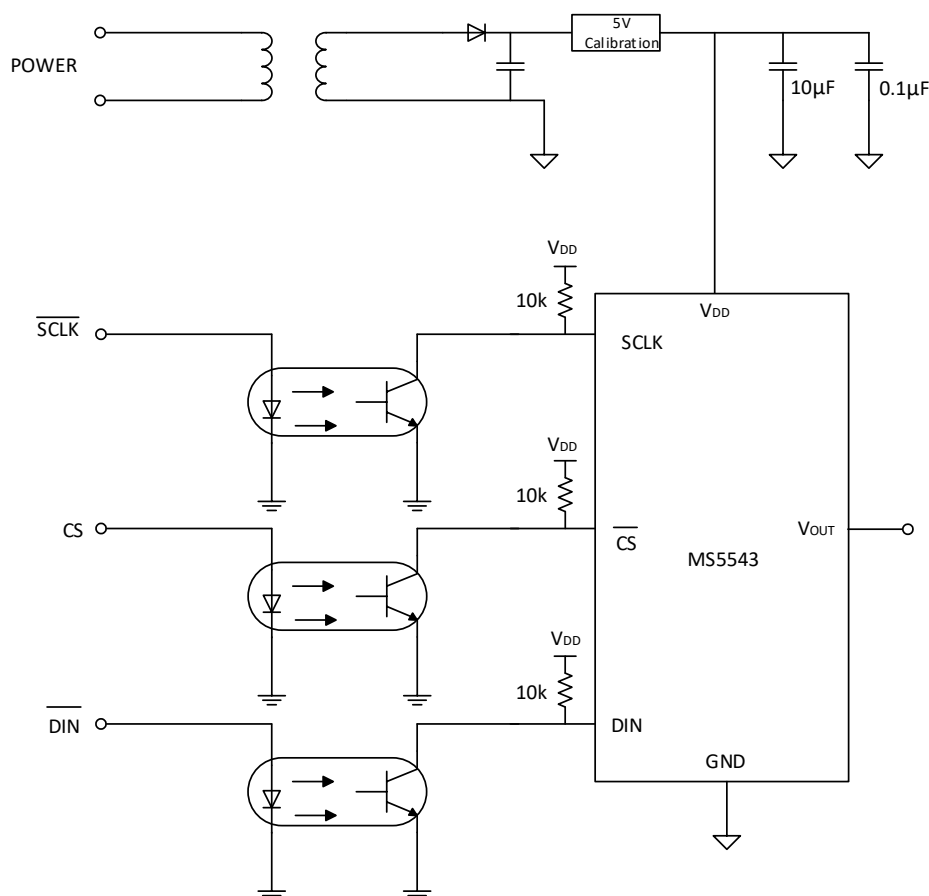 5V
Calibration
POWER
10µF
0.1µF
VDD
10k
VDD
SCLK
SCLK
VDD
10k
CS
CS
VOUT
MS5543
VDD
10k
DIN
DIN
GND